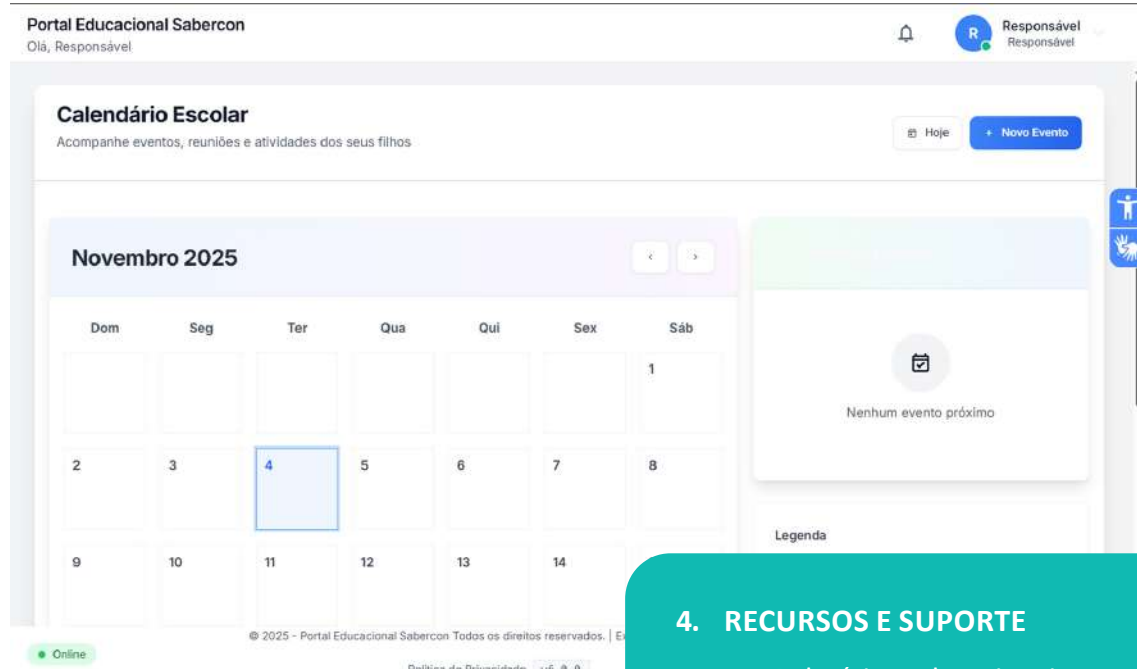 Portal Educacional Sabercon
Olá, Responsável
R
Responsável
Responsável
Calendário Escolar
Acompanhe eventos, reuniões e atividades dos seus filhos
Hoje
+ Novo Evento
Novembro 2025
‹ ›
Dom Seg Ter Qua Qui Sex Sáb
1
2 3 4 5 6 7 8
9 10 11 12 13 14
Nenhum evento próximo
Legenda
4. RECURSOS E SUPORTE
© 2025 - Portal Educacional Sabercon Todos os direitos reservados. |
Online